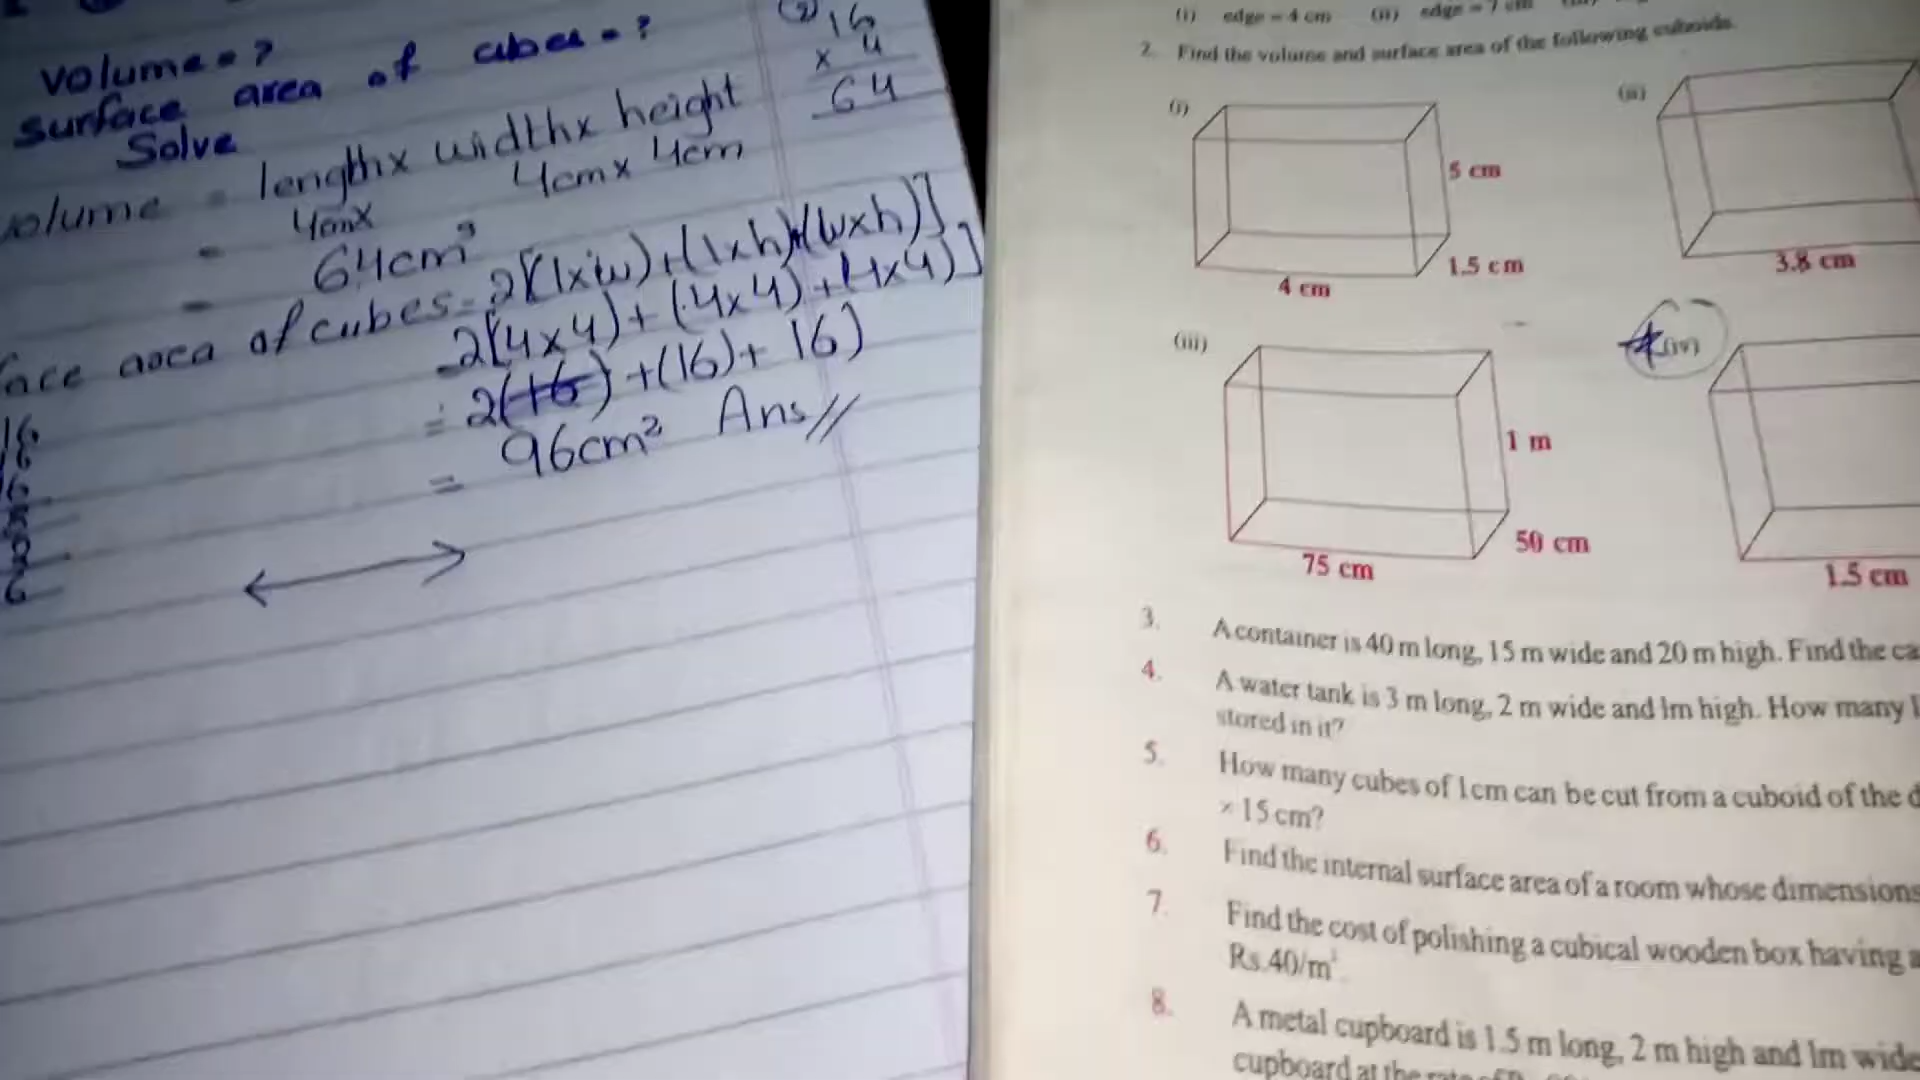 Volume = ?
surface area of cubes = ?
Solve
olume = length x width x height
= 4cm x 4cm x 4cm
= 64cm³
face area of cubes = 2[(l x w) + (l x h) + (w x h)]
= 2[4 x 4) + (4 x 4) + (4 x 4)]
= 2(16) + (16) + 16)
= 96cm² Ans //
16
x 4
64
16
16
(i) edge = 4 cm (ii) edge = 7 cm
2. Find the volume and surface area of the following cuboids.
(i)
5 cm
1.5 cm
4 cm
(ii)
3.8 cm
(iii)
1 m
50 cm
75 cm
(iv)
1.5 cm
3. A container is 40 m long, 15 m wide and 20 m high. Find the ca
4. A water tank is 3 m long, 2 m wide and 1m high. How many l
stored in it?
5. How many cubes of 1cm can be cut from a cuboid of the d
× 15 cm?
6. Find the internal surface area of a room whose dimensions
7. Find the cost of polishing a cubical wooden box having a
Rs.40/m²
8. A metal cupboard is 1.5 m long, 2 m high and 1m wide
cupboard at the rate of